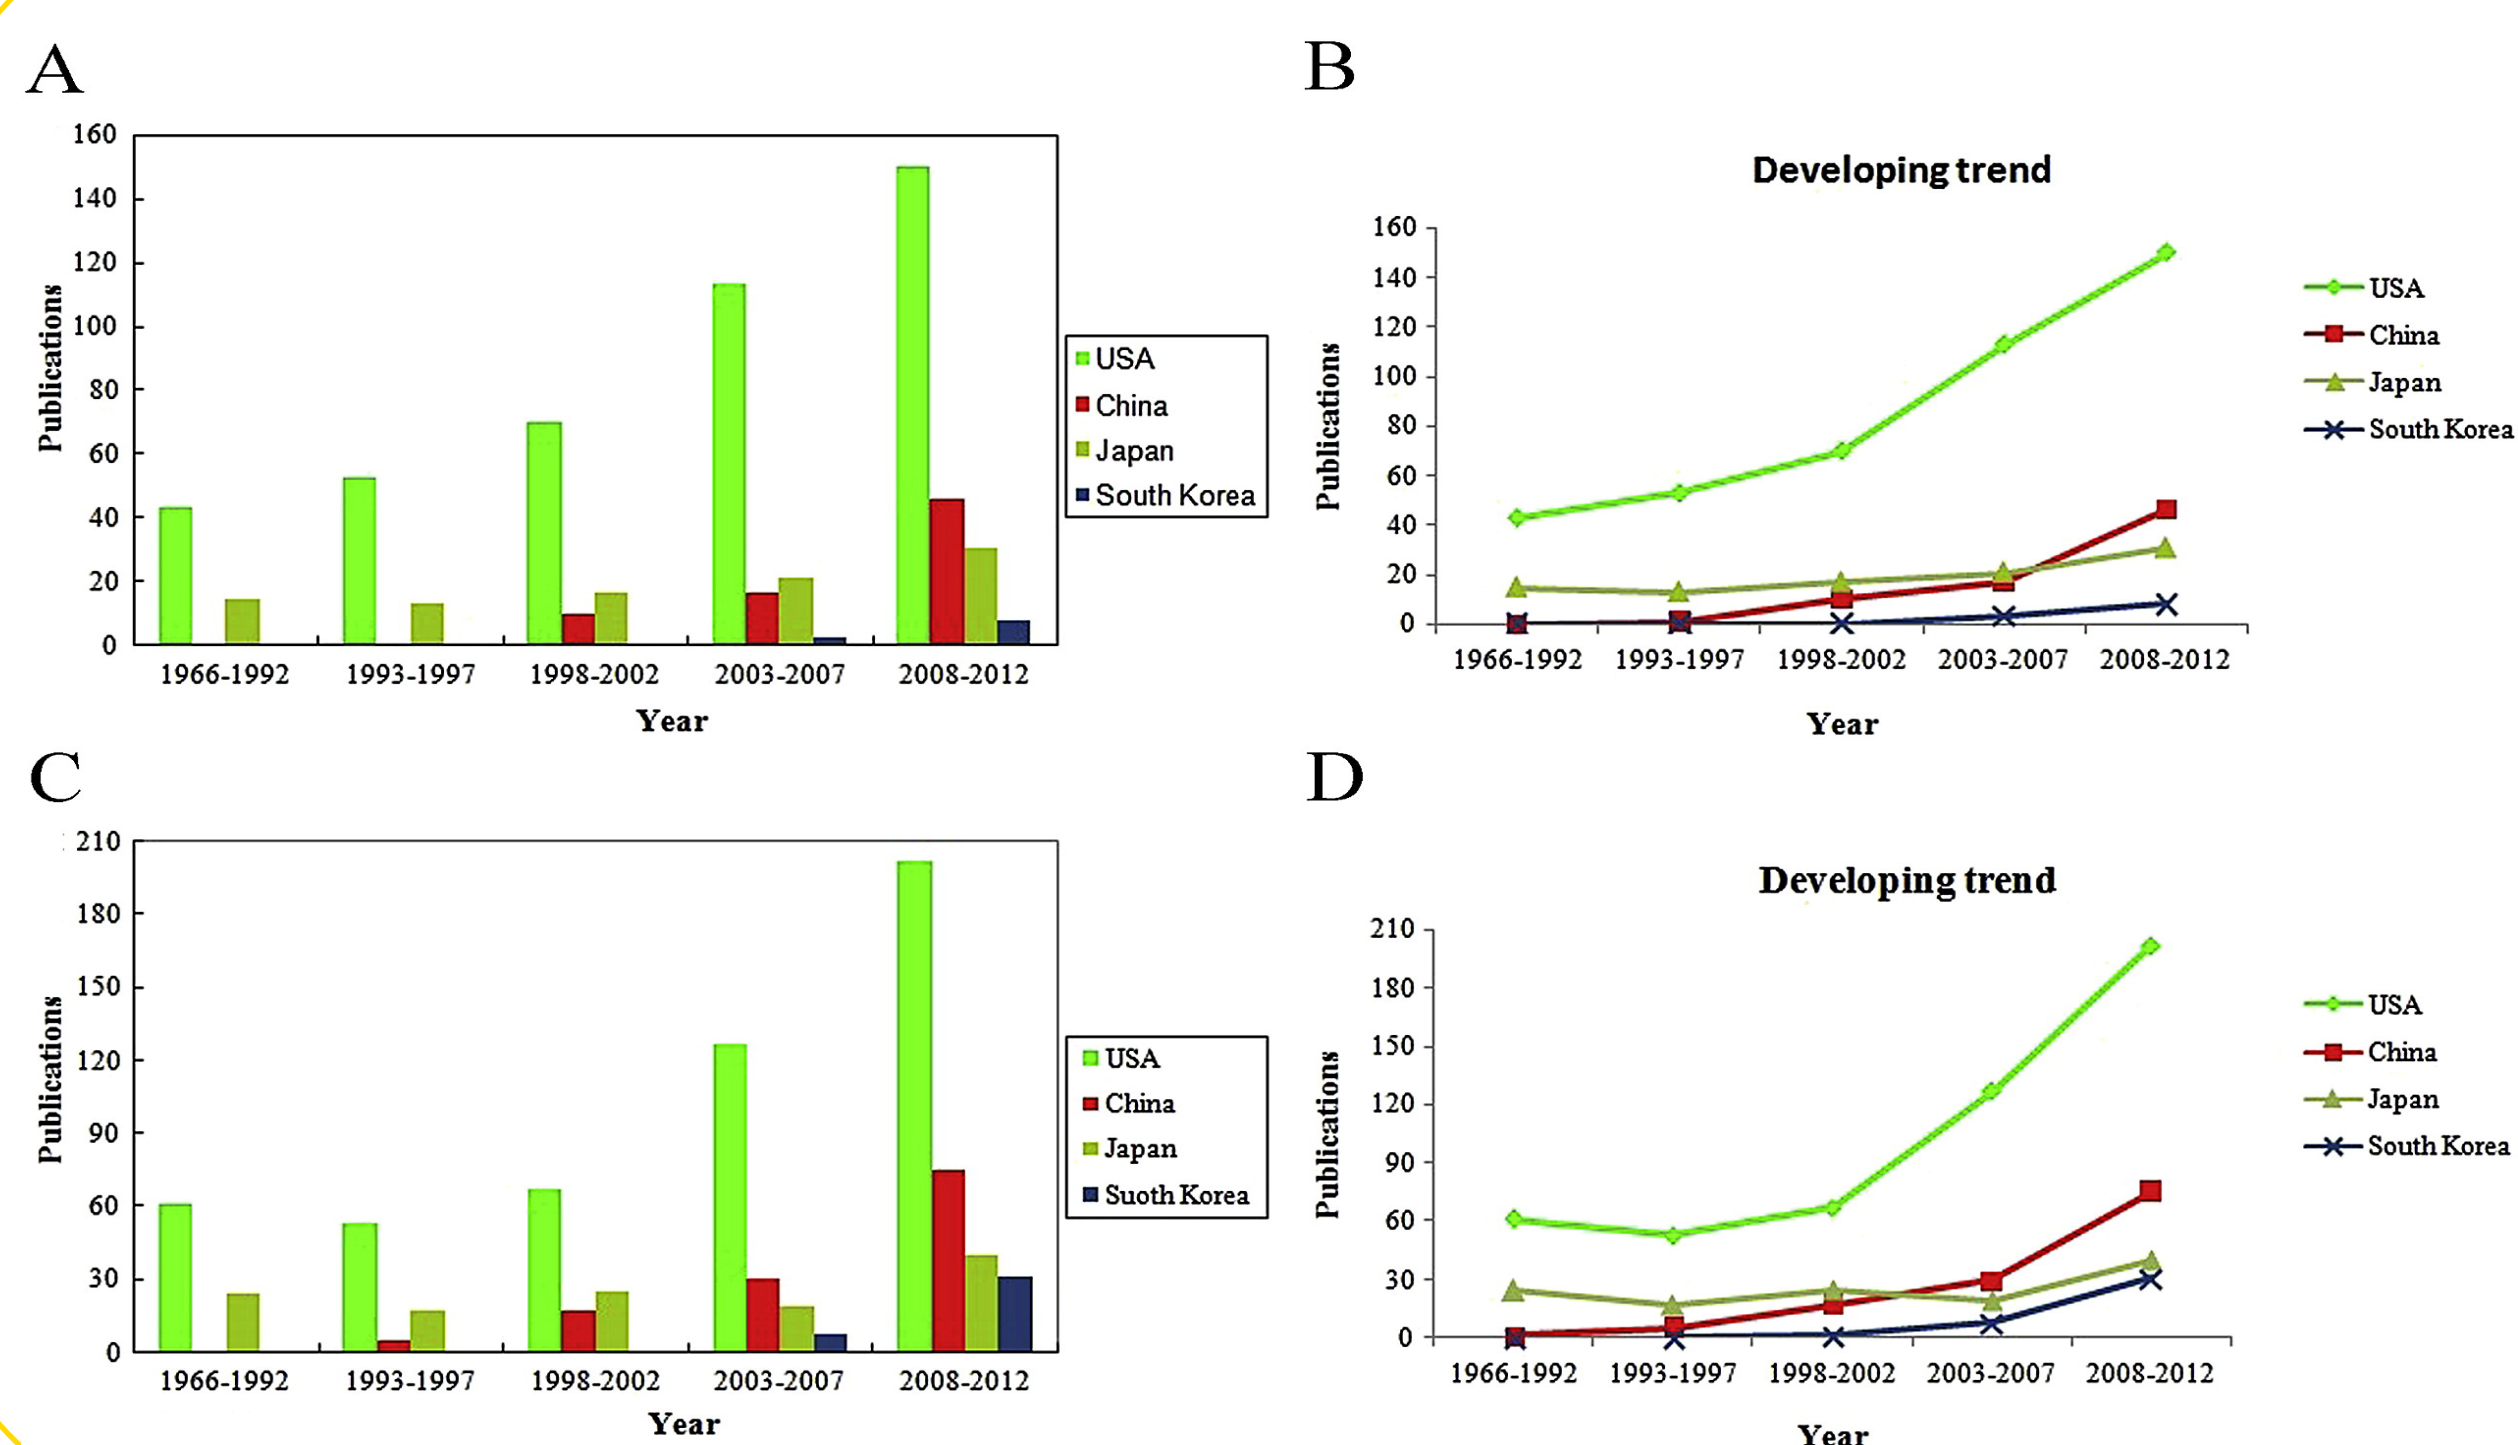 A
160
140
120
100
80
60
40
20
0
Publications
1966-1992 1993-1997 1998-2002 2003-2007 2008-2012
Year
USA
China
Japan
South Korea
B
Developing trend
160
140
120
100
80
60
40
20
0
Publications
1966-1992 1993-1997 1998-2002 2003-2007 2008-2012
Year
USA
China
Japan
South Korea
C
210
180
150
120
90
60
30
0
Publications
1966-1992 1993-1997 1998-2002 2003-2007 2008-2012
Year
USA
China
Japan
Suoth Korea
D
Developing trend
210
180
150
120
90
60
30
0
Publications
1966-1992 1993-1997 1998-2002 2003-2007 2008-2012
Year
USA
China
Japan
South Korea